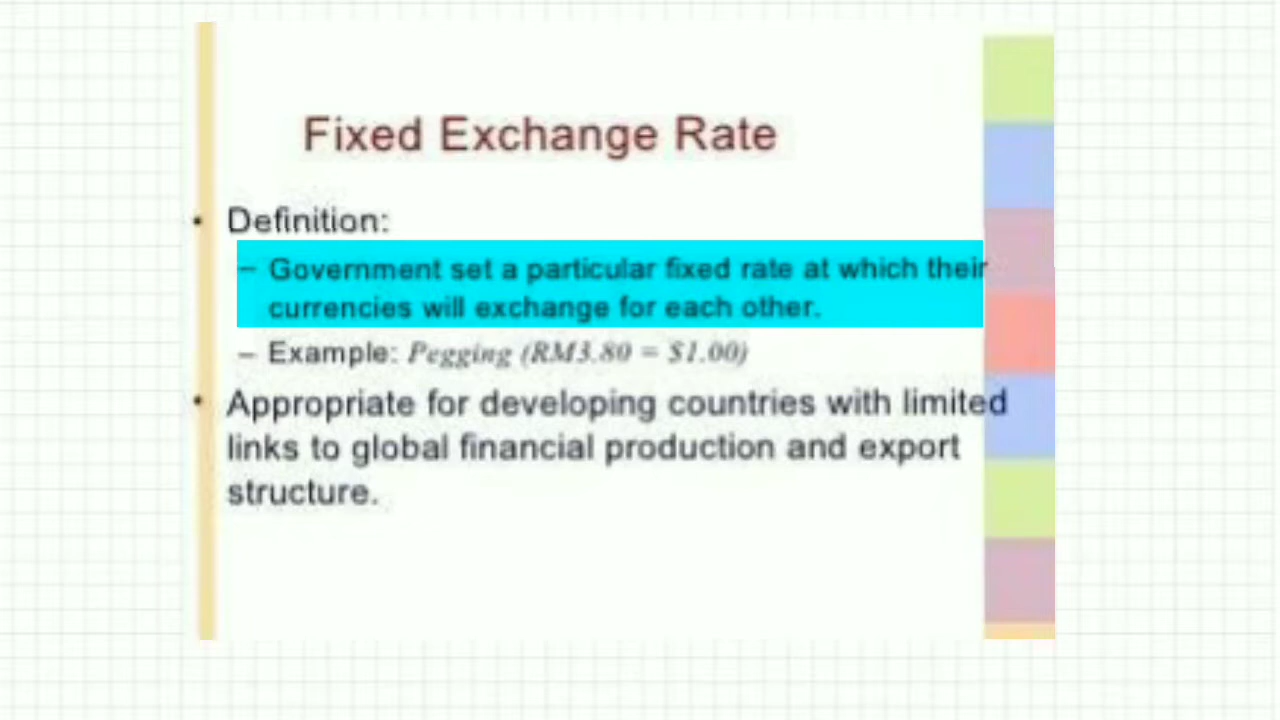 Fixed Exchange Rate
• Definition:
– Government set a particular fixed rate at which their
currencies will exchange for each other.
– Example: Pegging (RM3.80 = $1.00)
• Appropriate for developing countries with limited
links to global financial production and export
structure.